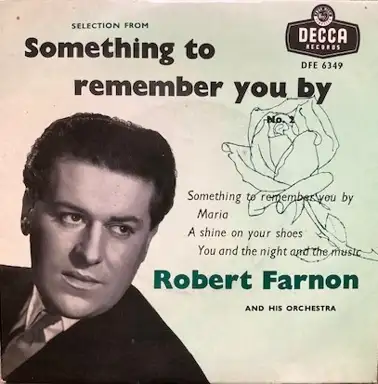 SELECTION FROM
Something to
remember you by
No. 2
DECCA
RECORDS
DFE 6349
Something to remember you by
Maria
A shine on your shoes
You and the night and the music
Robert Farnon
AND HIS ORCHESTRA